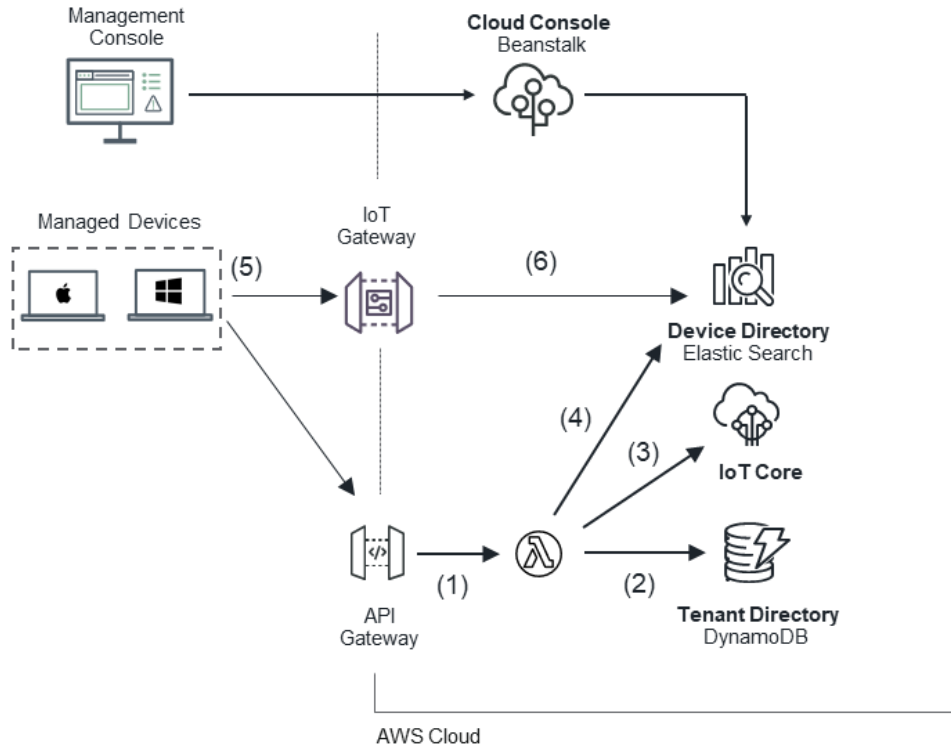 Management
Console
Cloud Console
Beanstalk
Managed Devices
IoT
Gateway
(5)
(6)
Device Directory
Elastic Search
(4)
(3)
IoT Core
</>
(1)
(2)
API
Gateway
Tenant Directory
DynamoDB
AWS Cloud